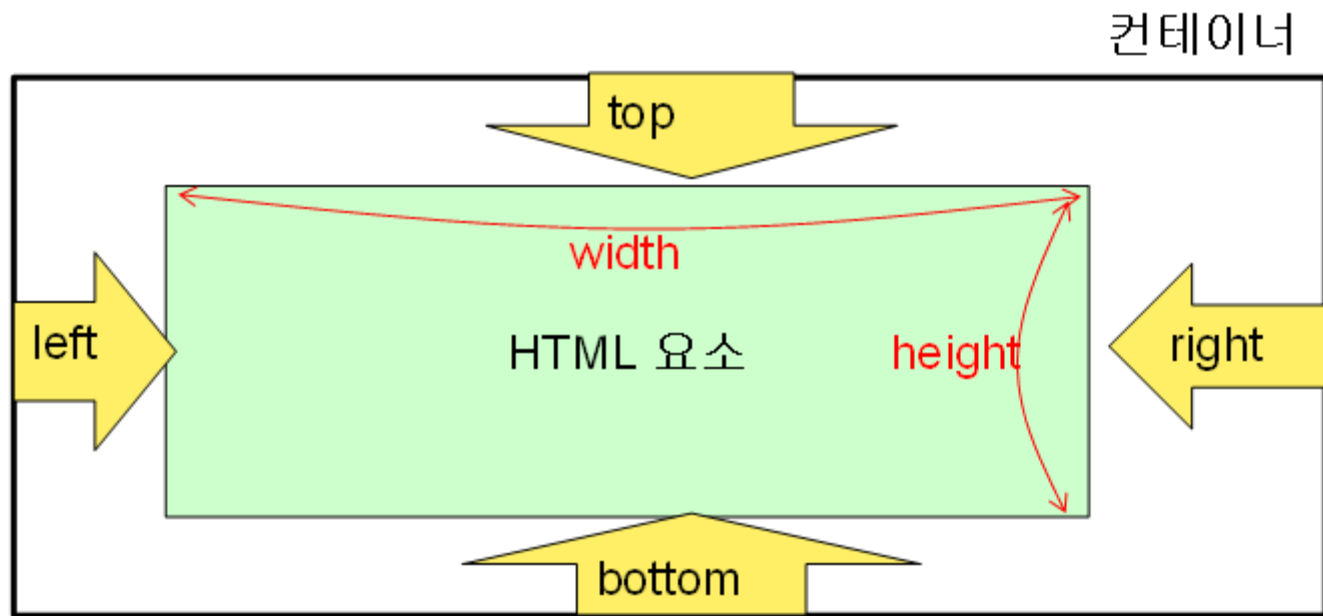 컨테이너
top
width
left
HTML 요소
height
right
bottom